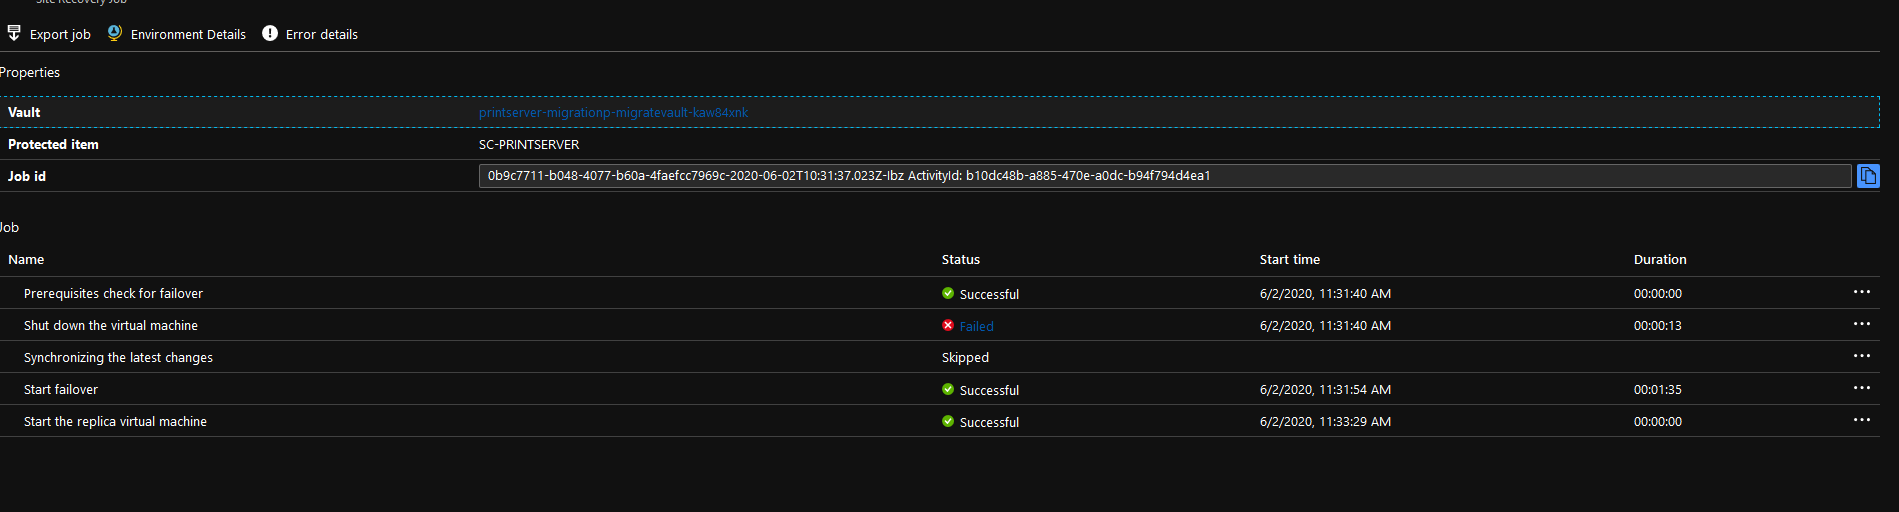 Site Recovery Job
Export job Environment Details Error details
Properties
Vault printserver-migrationp-migratevault-kaw84xnk
Protected item SC-PRINTSERVER
Job id 0b9c7711-b048-4077-b60a-4faefcc7969c-2020-06-02T10:31:37.023Z-Ibz ActivityId: b10dc48b-a885-470e-a0dc-b94f794d4ea1
Job
Name Status Start time Duration
Prerequisites check for failover Successful 6/2/2020, 11:31:40 AM 00:00:00 ...
Shut down the virtual machine Failed 6/2/2020, 11:31:40 AM 00:00:13 ...
Synchronizing the latest changes Skipped ...
Start failover Successful 6/2/2020, 11:31:54 AM 00:01:35 ...
Start the replica virtual machine Successful 6/2/2020, 11:33:29 AM 00:00:00 ...